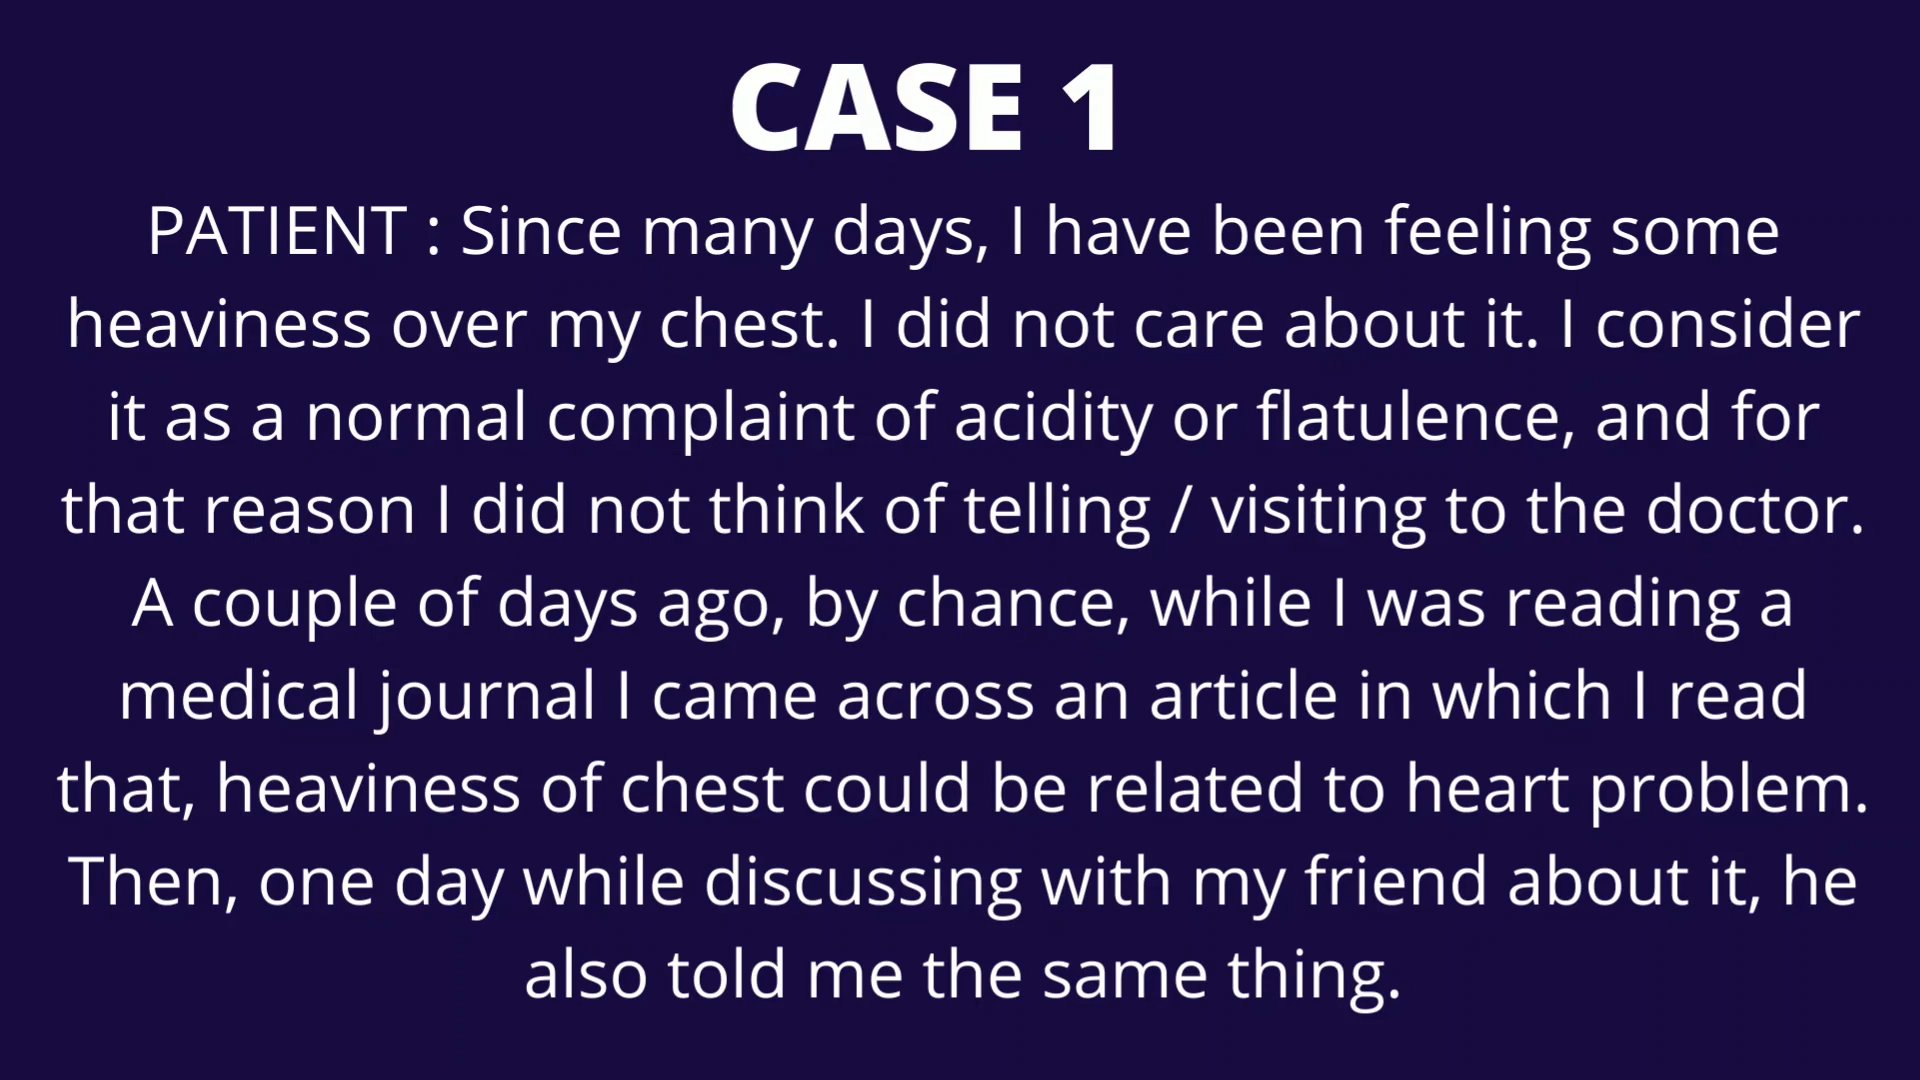 CASE 1
PATIENT : Since many days, I have been feeling some
heaviness over my chest. I did not care about it. I consider
it as a normal complaint of acidity or flatulence, and for
that reason I did not think of telling / visiting to the doctor.
A couple of days ago, by chance, while I was reading a
medical journal I came across an article in which I read
that, heaviness of chest could be related to heart problem.
Then, one day while discussing with my friend about it, he
also told me the same thing.